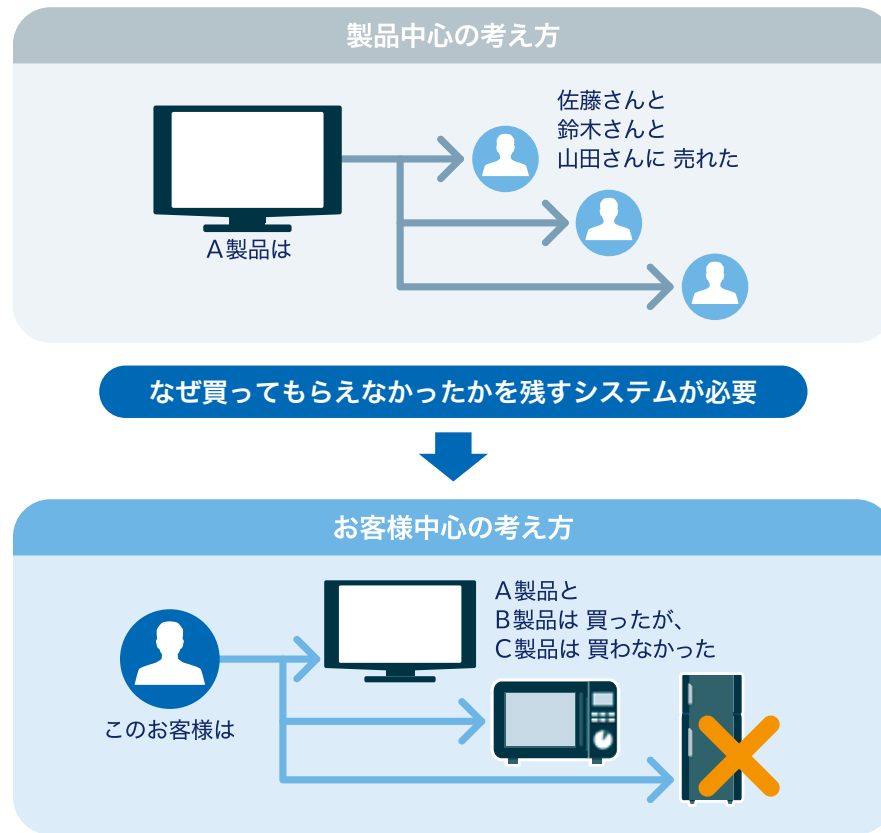 製品中心の考え方
佐藤さんと
鈴木さんと
山田さんに 売れた
A製品は
なぜ買ってもらえなかったかを残すシステムが必要
お客様中心の考え方
A製品と
B製品は 買ったが、
C製品は 買わなかった
このお客様は